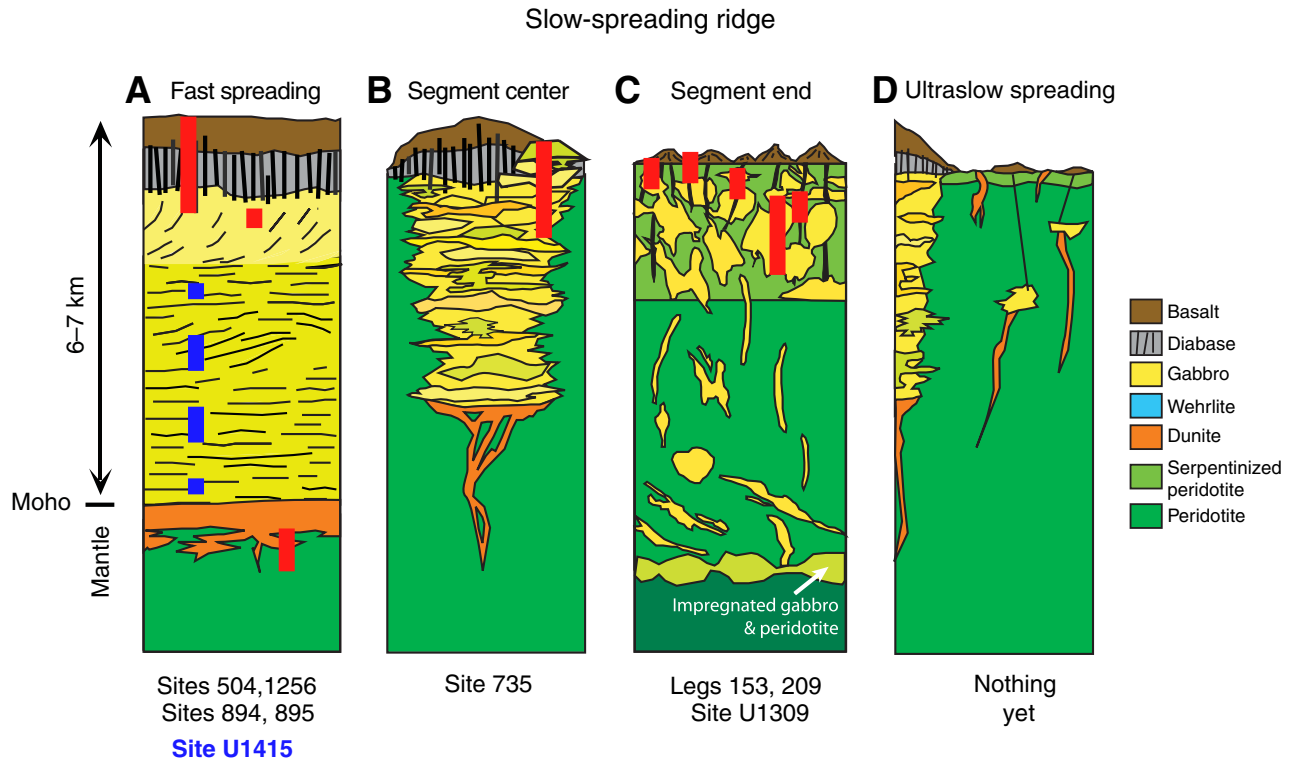 Slow-spreading ridge
A Fast spreading
B Segment center
C Segment end
D Ultraslow spreading
6–7 km
Moho
Mantle
Impregnated gabbro
& peridotite
Basalt
Diabase
Gabbro
Wehrlite
Dunite
Serpentinized
peridotite
Peridotite
Sites 504,1256
Sites 894, 895
Site U1415
Site 735
Legs 153, 209
Site U1309
Nothing
yet